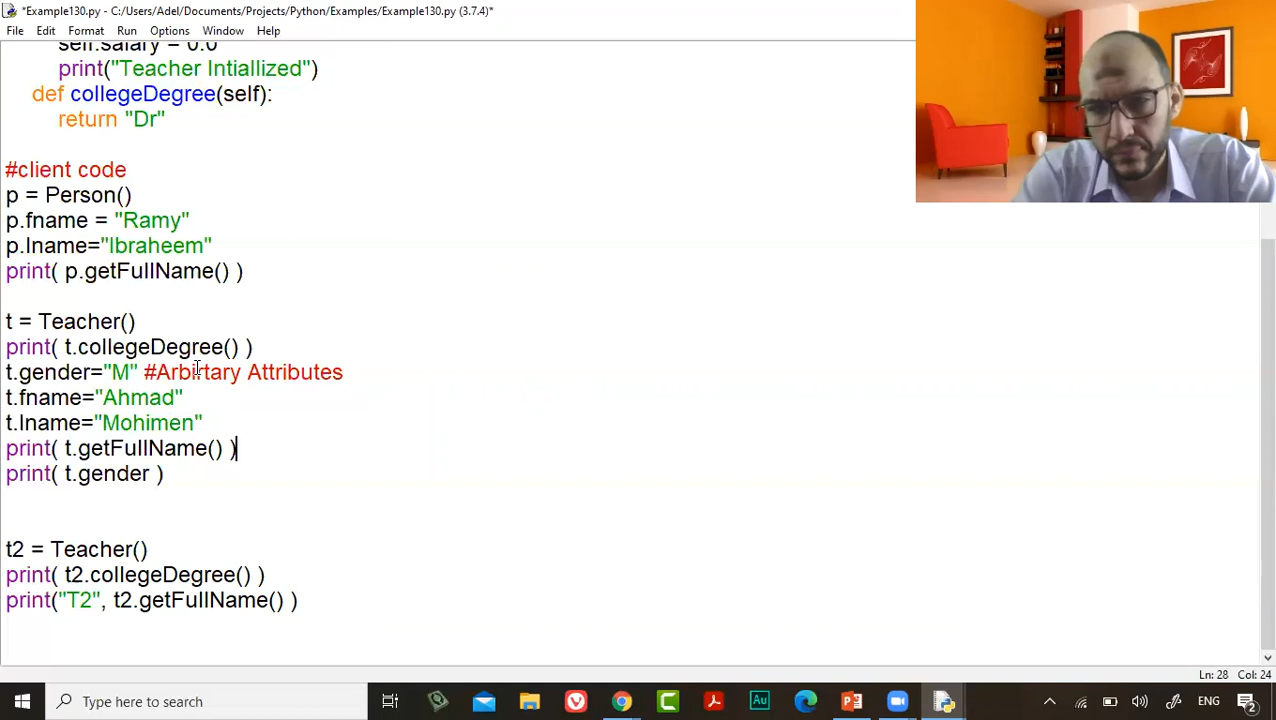 *Example130.py - C:/Users/Adel/Documents/Projects/Python/Examples/Example130.py (3.7.4)*
File Edit Format Run Options Window Help
self.salary = 0.0
print("Teacher Intiallized")
def collegeDegree(self):
return "Dr"
#client code
p = Person()
p.fname = "Ramy"
p.lname="Ibraheem"
print( p.getFullName() )
t = Teacher()
print( t.collegeDegree() )
t.gender="M" #Arbirtary Attributes
t.fname="Ahmad"
t.lname="Mohimen"
print( t.getFullName() )
print( t.gender )
t2 = Teacher()
print( t2.collegeDegree() )
print("T2", t2.getFullName() )
Ln: 28 Col: 24
Type here to search
Au
ENG
2